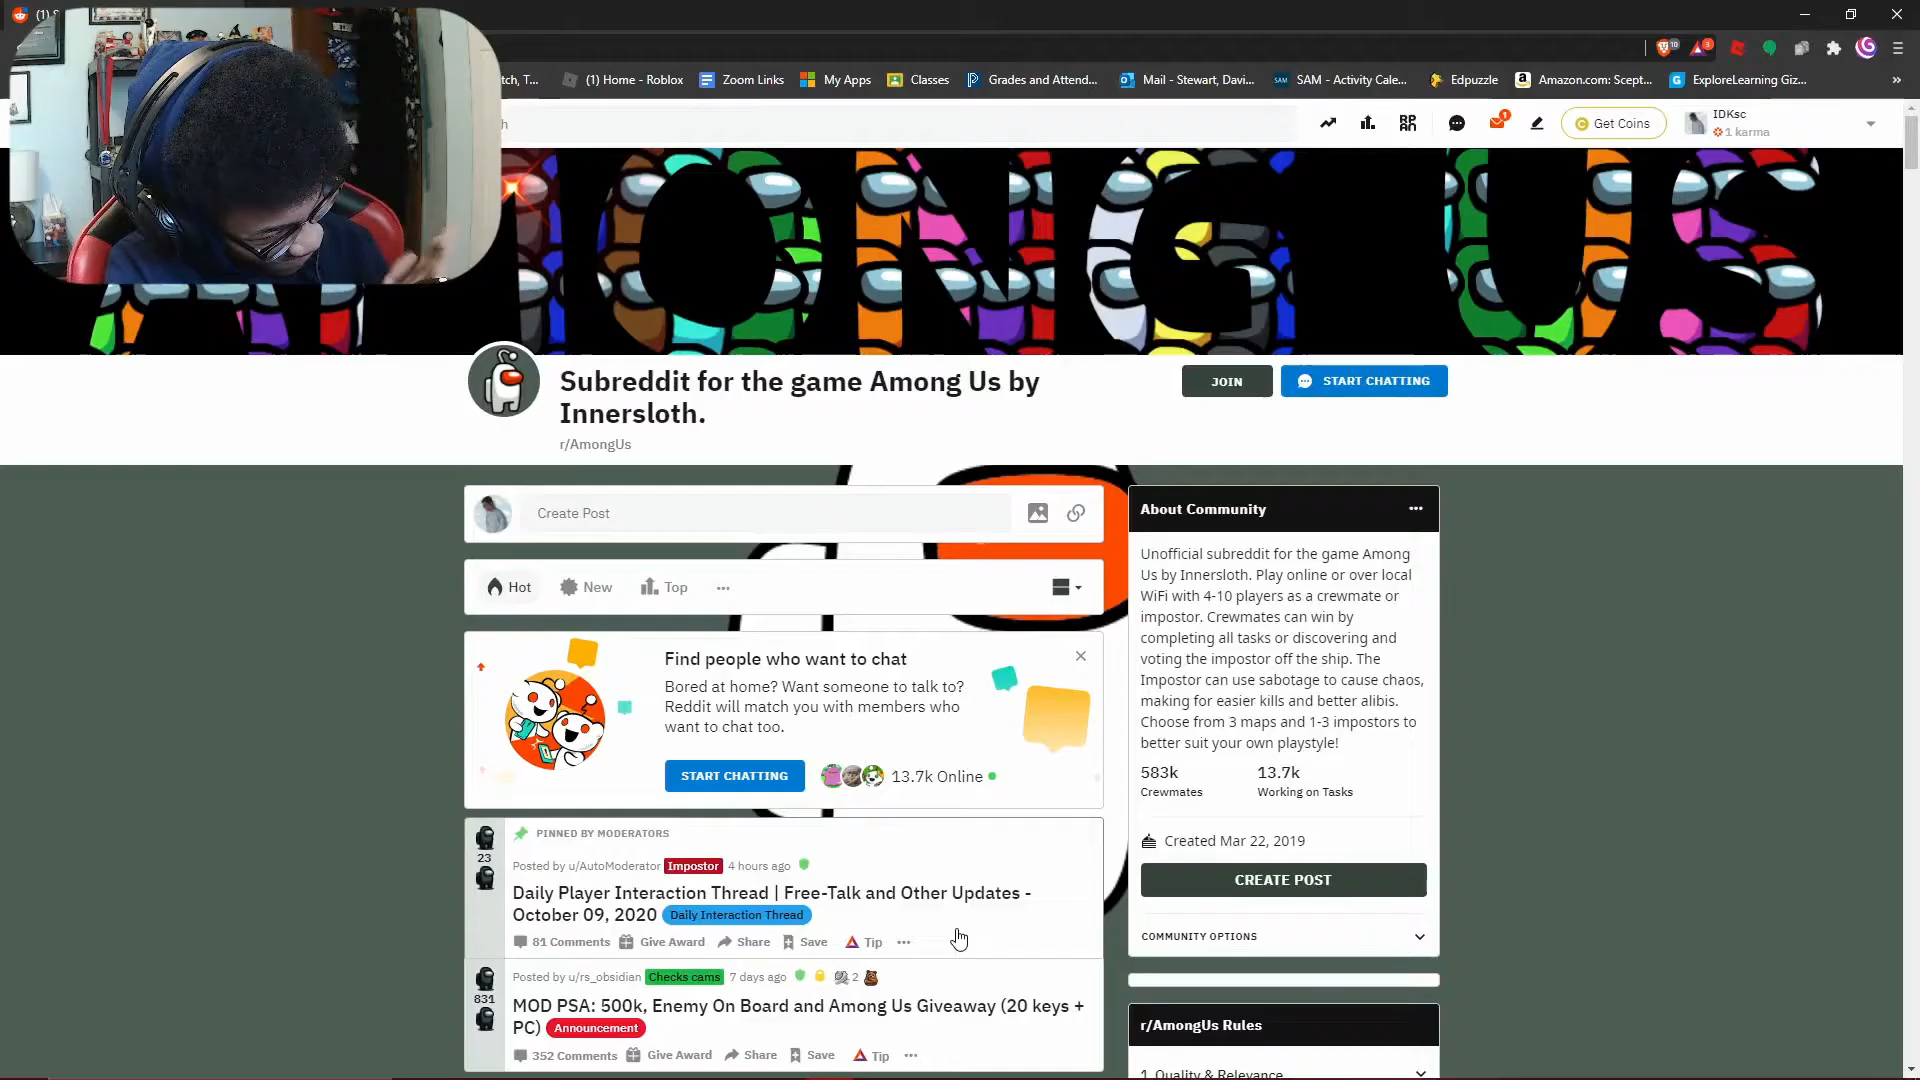 (1)
tch, T...
(1) Home - Roblox
Zoom Links
My Apps
Classes
Grades and Attend...
Mail - Stewart, Davi...
SAM - Activity Cale...
Edpuzzle
Amazon.com: Scept...
ExploreLearning Giz...
»
h
1
Get Coins
IDKsc
1 karma
AMONG US
Subreddit for the game Among Us by
Innersloth.
JOIN
START CHATTING
r/AmongUs
Create Post
Hot
New
Top
Find people who want to chat
Bored at home? Want someone to talk to?
Reddit will match you with members who
want to chat too.
START CHATTING
13.7k Online
PINNED BY MODERATORS
23
Posted by u/AutoModerator Impostor 4 hours ago
Daily Player Interaction Thread | Free-Talk and Other Updates -
October 09, 2020 Daily Interaction Thread
81 Comments Give Award Share Save Tip ...
Posted by u/rs_obsidian Checks cams 7 days ago 2
831
MOD PSA: 500k, Enemy On Board and Among Us Giveaway (20 keys +
PC) Announcement
352 Comments Give Award Share Save Tip ...
About Community
Unofficial subreddit for the game Among
Us by Innersloth. Play online or over local
WiFi with 4-10 players as a crewmate or
impostor. Crewmates can win by
completing all tasks or discovering and
voting the impostor off the ship. The
Impostor can use sabotage to cause chaos,
making for easier kills and better alibis.
Choose from 3 maps and 1-3 impostors to
better suit your own playstyle!
583k 13.7k
Crewmates Working on Tasks
Created Mar 22, 2019
CREATE POST
COMMUNITY OPTIONS
r/AmongUs Rules
1. Quality & Relevance